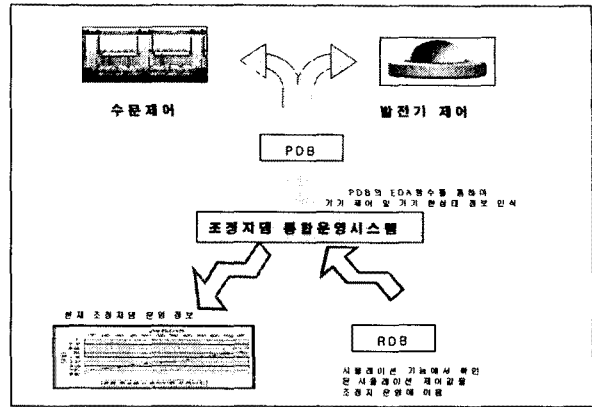 수문제어
발전기 제어
PDB
PDB의 EDA함수를 통하여
기기 제어 및 기기 현상태 정보 인식
조정지댐 통합운영시스템
현재 조정지댐 운영 정보
RDB
시뮬레이션 기능에서 확인
된 시뮬레이션 제어값을
조정지 운영에 이용